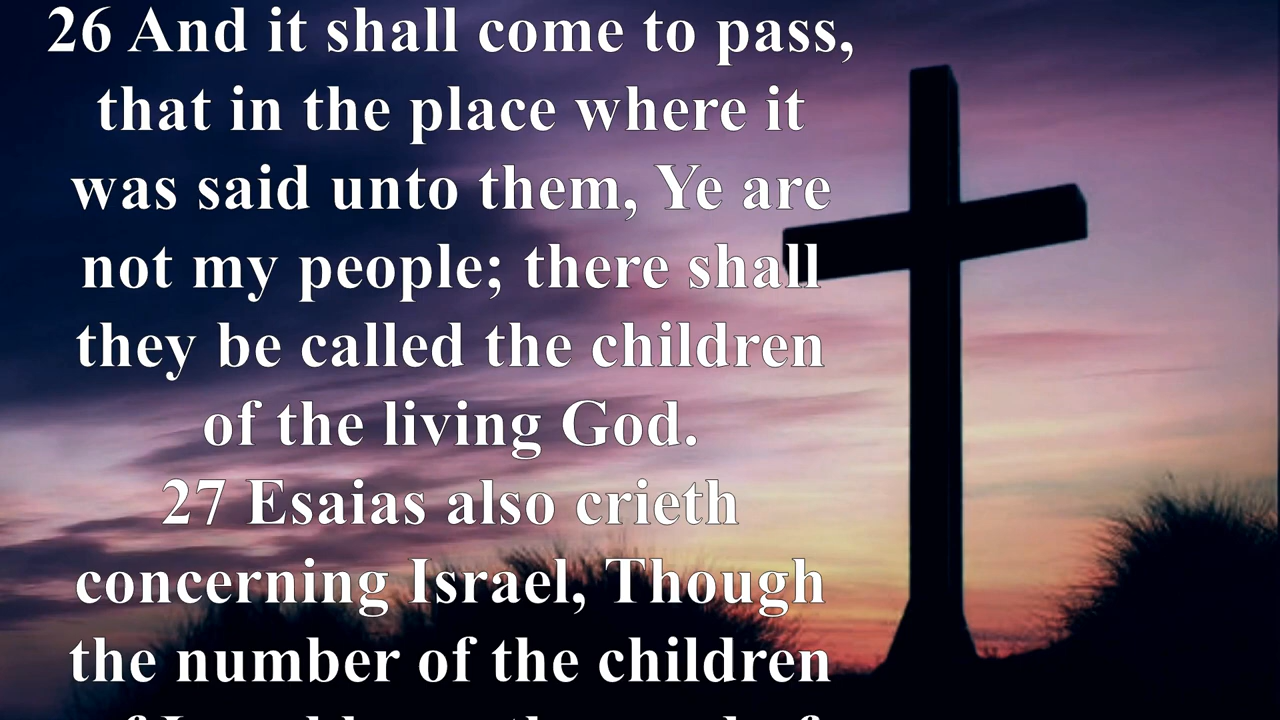 26 And it shall come to pass,
that in the place where it
was said unto them, Ye are
not my people; there shall
they be called the children
of the living God.
27 Esaias also crieth
concerning Israel, Though
the number of the children